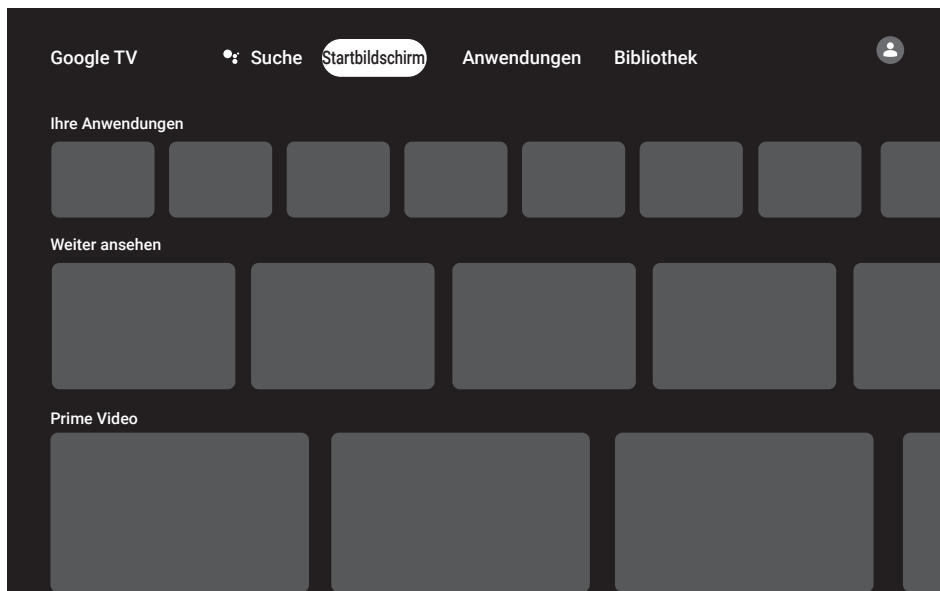 Google TV Suche Startbildschirm Anwendungen Bibliothek
Ihre Anwendungen
Weiter ansehen
Prime Video